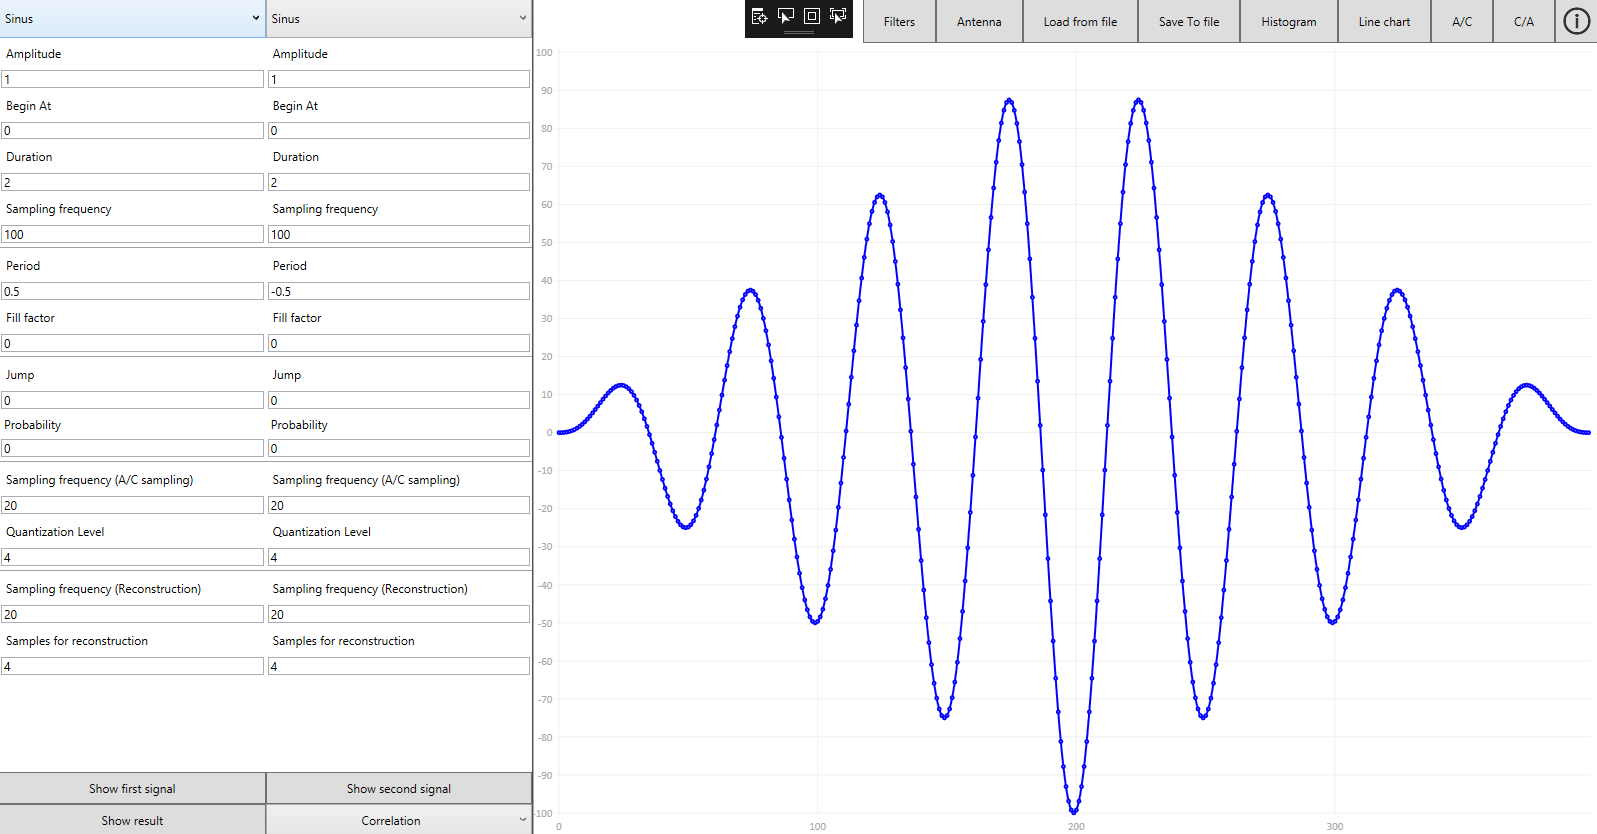 Sinus Sinus
Filters Antenna Load from file Save To file Histogram Line chart A/C C/A
Amplitude Amplitude
1 1
Begin At Begin At
0 0
Duration Duration
2 2
Sampling frequency Sampling frequency
100 100
Period Period
0.5 -0.5
Fill factor Fill factor
0 0
Jump Jump
0 0
Probability Probability
0 0
Sampling frequency (A/C sampling) Sampling frequency (A/C sampling)
20 20
Quantization Level Quantization Level
4 4
Sampling frequency (Reconstruction) Sampling frequency (Reconstruction)
20 20
Samples for reconstruction Samples for reconstruction
4 4
Show first signal Show second signal
Show result Correlation
100
90
80
70
60
50
40
30
20
10
0
-10
-20
-30
-40
-50
-60
-70
-80
-90
-100
0 100 200 300